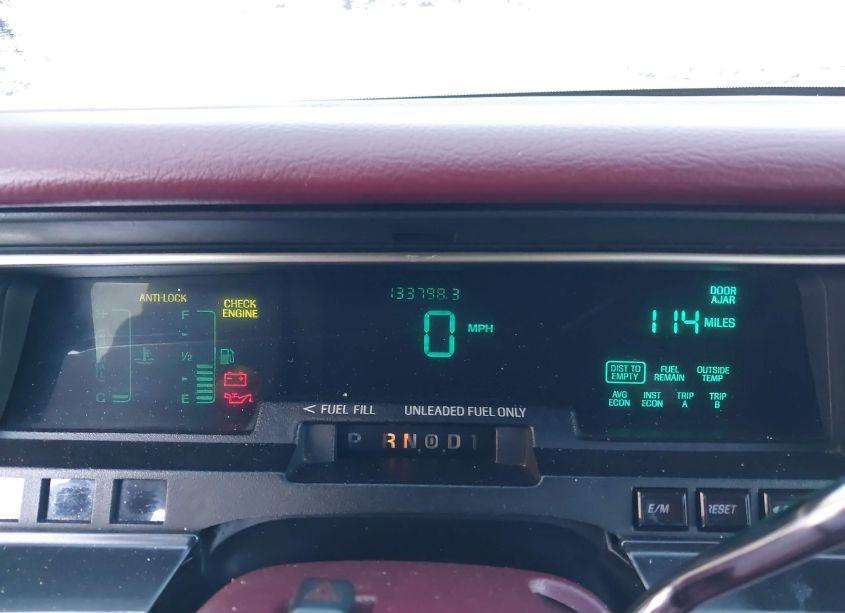 ANTI-LOCK
CHECK
ENGINE
F
1/2
E
133798.3
0 MPH
DOOR
AJAR
114 MILES
DIST TO
EMPTY
FUEL
REMAIN
OUTSIDE
TEMP
AVG
ECON
INST
ECON
TRIP
A
TRIP
B
< FUEL FILL UNLEADED FUEL ONLY
P R N O D 1
E/M
RESET